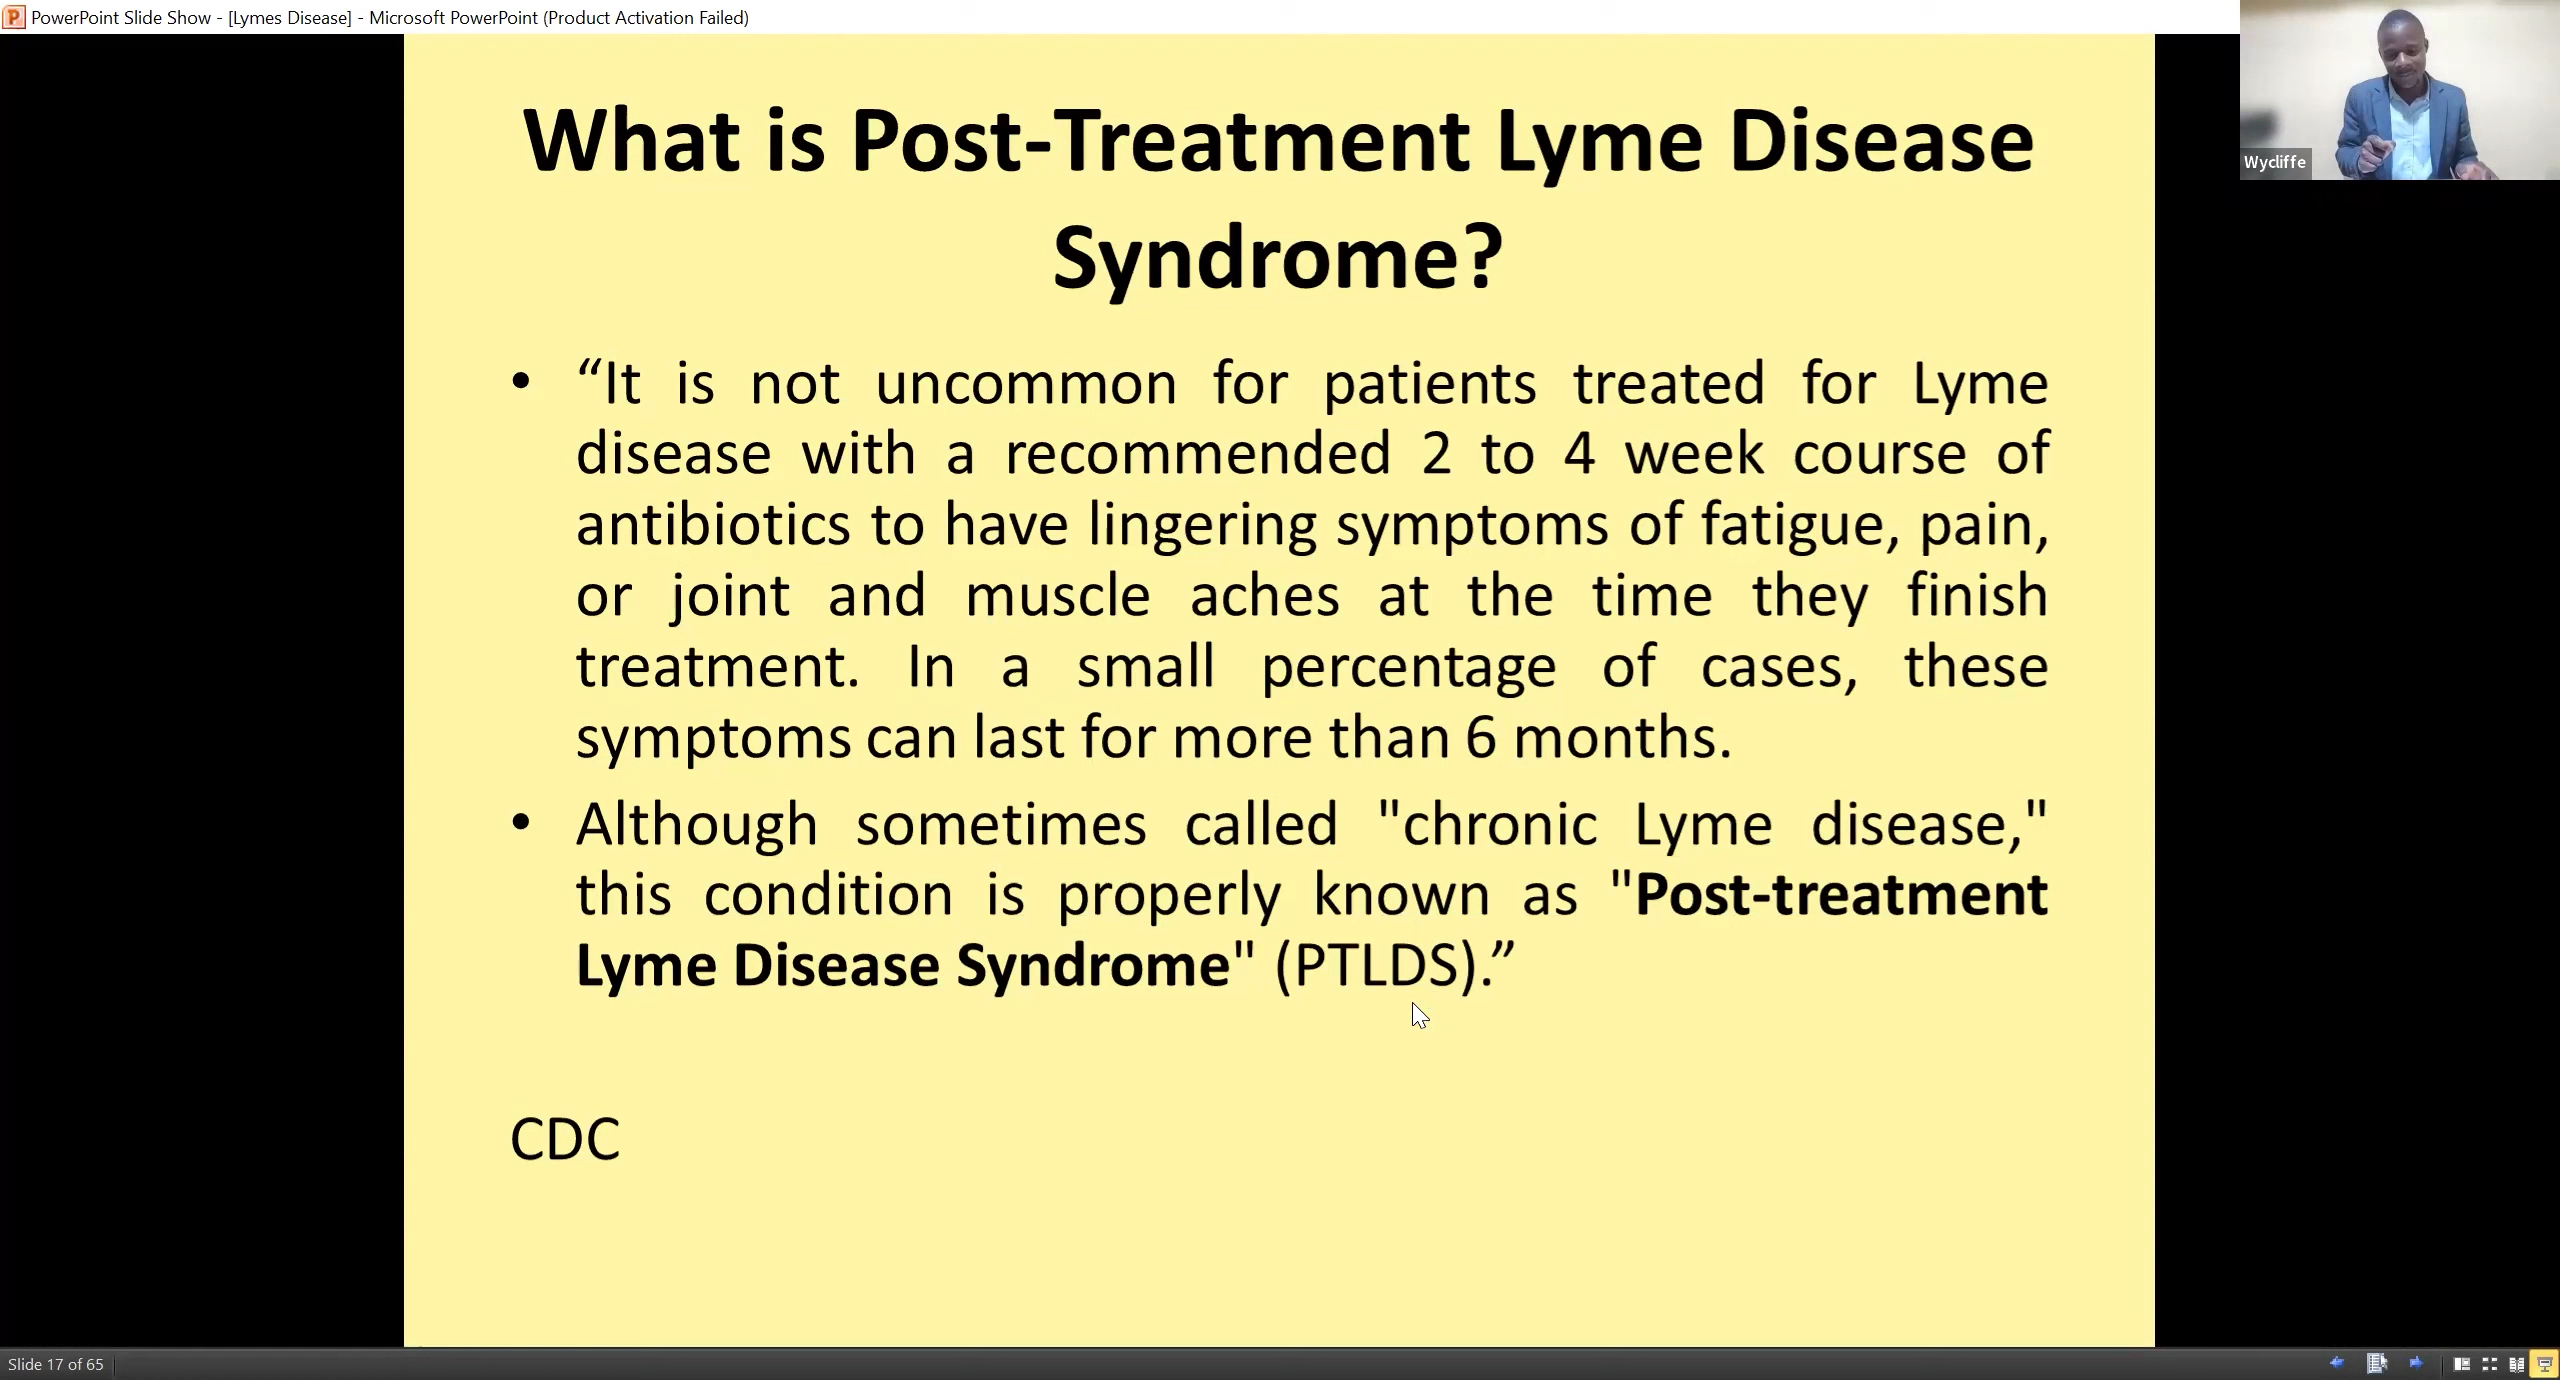 PowerPoint Slide Show - [Lymes Disease] - Microsoft PowerPoint (Product Activation Failed)
Wycliffe
What is Post-Treatment Lyme Disease
Syndrome?
• “It is not uncommon for patients treated for Lyme
disease with a recommended 2 to 4 week course of
antibiotics to have lingering symptoms of fatigue, pain,
or joint and muscle aches at the time they finish
treatment. In a small percentage of cases, these
symptoms can last for more than 6 months.
• Although sometimes called "chronic Lyme disease,"
this condition is properly known as "Post-treatment
Lyme Disease Syndrome" (PTLDS).”
CDC
Slide 17 of 65